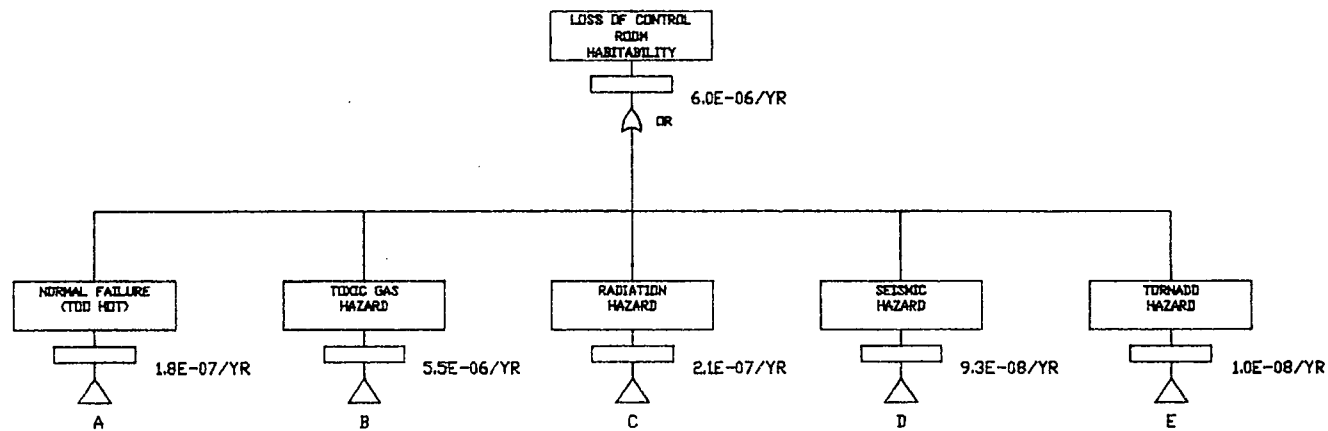 LOSS OF CONTROL
ROOM
HABITABILITY
6.0E-06/YR
OR
NORMAL FAILURE
(TOO HOT)
1.8E-07/YR
A
TOXIC GAS
HAZARD
5.5E-06/YR
B
RADIATION
HAZARD
2.1E-07/YR
C
SEISMIC
HAZARD
9.3E-08/YR
D
TORNADO
HAZARD
1.0E-08/YR
E